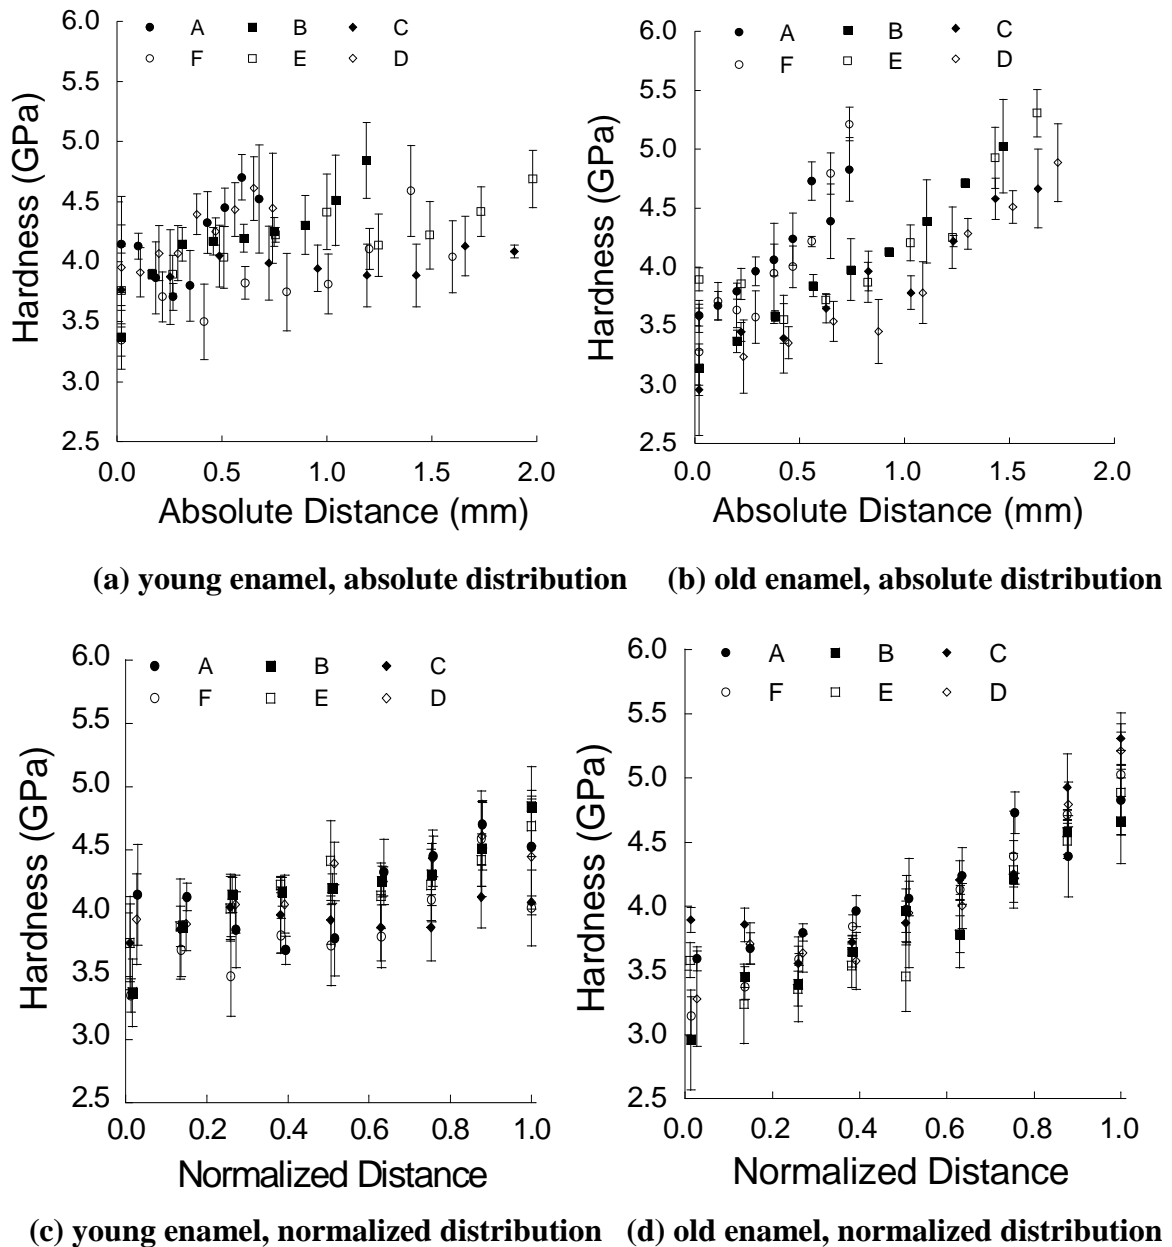 6.0
A B C
F E D
5.5
5.0
4.5
4.0
3.5
3.0
2.5
Hardness (GPa)
0.0 0.5 1.0 1.5 2.0
Absolute Distance (mm)
(a) young enamel, absolute distribution
6.0
A B C
F E D
5.5
5.0
4.5
4.0
3.5
3.0
2.5
Hardness (GPa)
0.0 0.5 1.0 1.5 2.0
Absolute Distance (mm)
(b) old enamel, absolute distribution
6.0
A B C
F E D
5.5
5.0
4.5
4.0
3.5
3.0
2.5
Hardness (GPa)
0.0 0.2 0.4 0.6 0.8 1.0
Normalized Distance
(c) young enamel, normalized distribution
6.0
A B C
F E D
5.5
5.0
4.5
4.0
3.5
3.0
2.5
Hardness (GPa)
0.0 0.2 0.4 0.6 0.8 1.0
Normalized Distance
(d) old enamel, normalized distribution